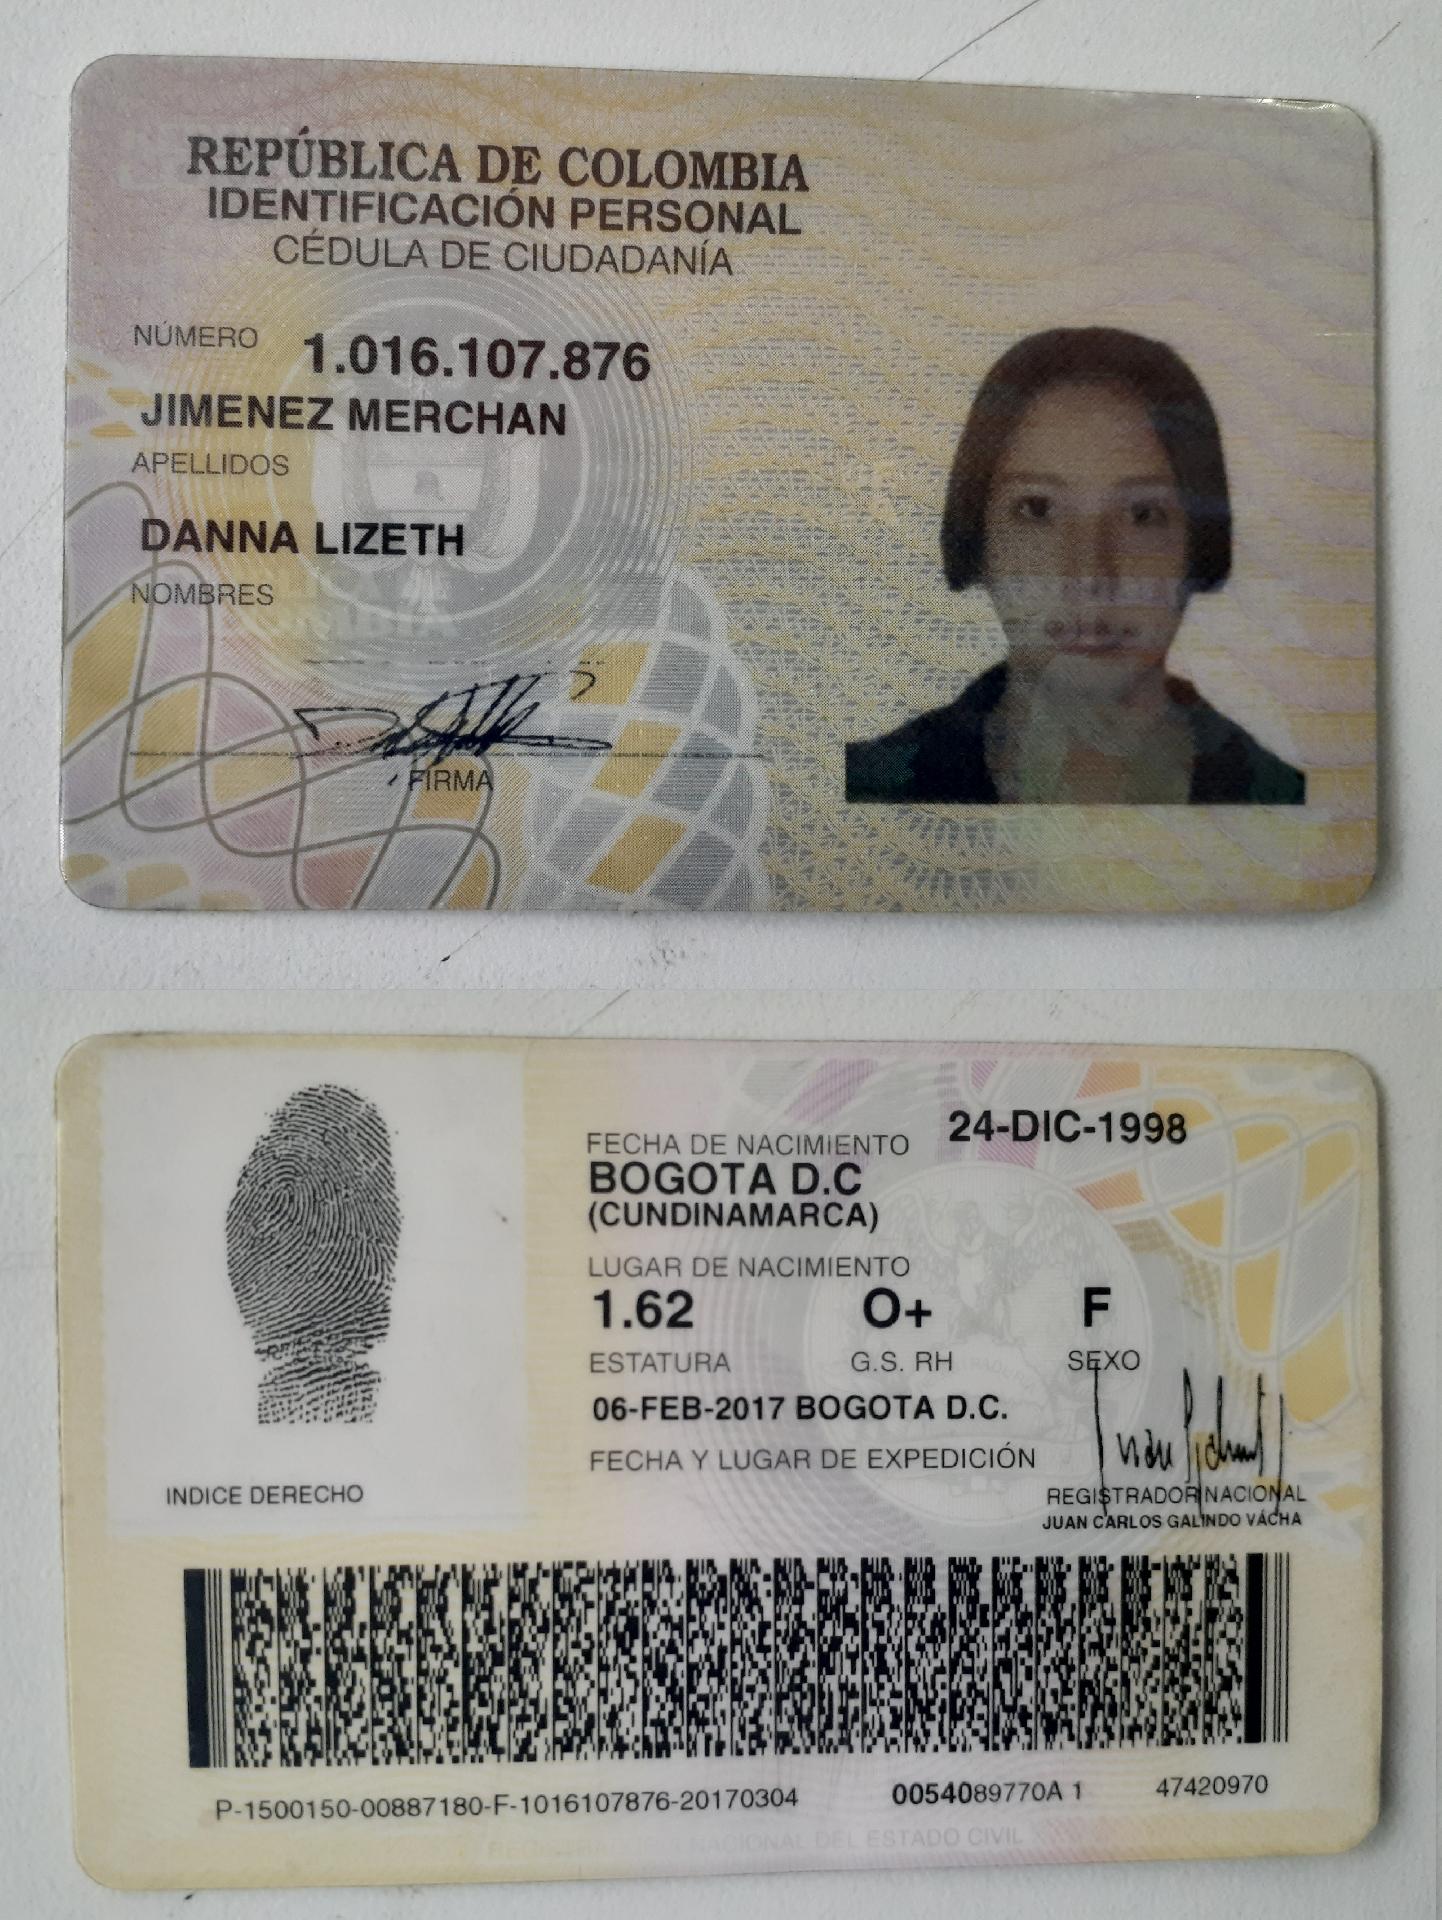 REPÚBLICA DE COLOMBIA
IDENTIFICACIÓN PERSONAL
CÉDULA DE CIUDADANÍA
NÚMERO 1.016.107.876
JIMENEZ MERCHAN
APELLIDOS
DANNA LIZETH
NOMBRES
FIRMA
FECHA DE NACIMIENTO 24-DIC-1998
BOGOTA D.C
(CUNDINAMARCA)
LUGAR DE NACIMIENTO
1.62 O+ F
ESTATURA G.S. RH SEXO
06-FEB-2017 BOGOTA D.C.
FECHA Y LUGAR DE EXPEDICIÓN
INDICE DERECHO
REGISTRADOR NACIONAL
JUAN CARLOS GALINDO VÁCHA
P-1500150-00887180-F-1016107876-20170304 0054089770A 1 47420970
REGISTRADURIA NACIONAL DEL ESTADO CIVIL